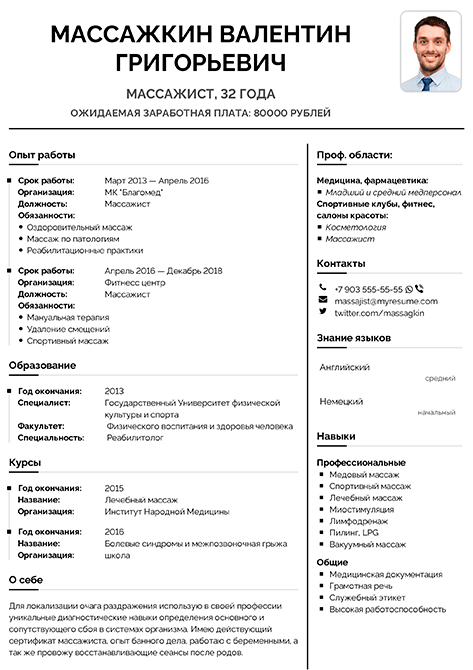 МАССАЖКИН ВАЛЕНТИН
ГРИГОРЬЕВИЧ
МАССАЖИСТ, 32 ГОДА
ОЖИДАЕМАЯ ЗАРАБОТНАЯ ПЛАТА: 80000 РУБЛЕЙ
Опыт работы
Срок работы: Март 2013 — Апрель 2016
Организация: МК "Благомед"
Должность: Массажист
Обязанности:
Оздоровительный массаж
Массаж по патологиям
Реабилитационные практики
Срок работы: Апрель 2016 — Декабрь 2018
Организация: Фитнесс центр
Должность: Массажист
Обязанности:
Мануальная терапия
Удаление смещений
Спортивный массаж
Образование
Год окончания: 2013
Специалист: Государственный Университет физической
культуры и спорта
Факультет: Физического воспитания и здоровья человека
Специальность: Реабилитолог
Курсы
Год окончания: 2015
Название: Лечебный массаж
Организация: Институт Народной Медицины
Год окончания: 2016
Название: Болевые синдромы и межпозвоночная грыжа
Организация: школа
О себе
Для локализации очага раздражения использую в своей профессии
уникальные диагностические навыки определения основного и
сопутствующего сбоя в системах организма. Имею действующий
сертификат массажиста, опыт банного дела, работаю с беременными, а
так же провожу восстанавливающие сеансы после родов.
Проф. области:
Медицина, фармацевтика:
Младший и средний медперсонал
Спортивные клубы, фитнес,
салоны красоты:
Косметология
Массажист
Контакты
+7 903 555-55-55
massajist@myresume.com
twitter.com/massagkin
Знание языков
Английский
средний
Немецкий
начальный
Навыки
Профессиональные
Медовый массаж
Спортивный массаж
Лечебный массаж
Миостимуляция
Лимфодренаж
Пилинг, LPG
Вакуумный массаж
Общие
Медицинская документация
Грамотная речь
Служебный этикет
Высокая работоспособность